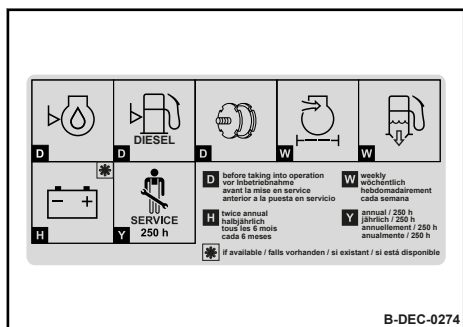 D
DIESEL
D
D
W
W
- +
H
SERVICE
250 h
Y
D
before taking into operation
vor Inbetriebnahme
avant la mise en service
anterior a la puesta en servicio
W
weekly
wöchentlich
hebdomadairement
cada semana
H
twice annual
halbjährlich
tous les 6 mois
cada 6 meses
Y
annual / 250 h
jährlich / 250 h
annuellement / 250 h
anualmente / 250 h
if available / falls vorhanden / si existant / si está disponible
B-DEC-0274